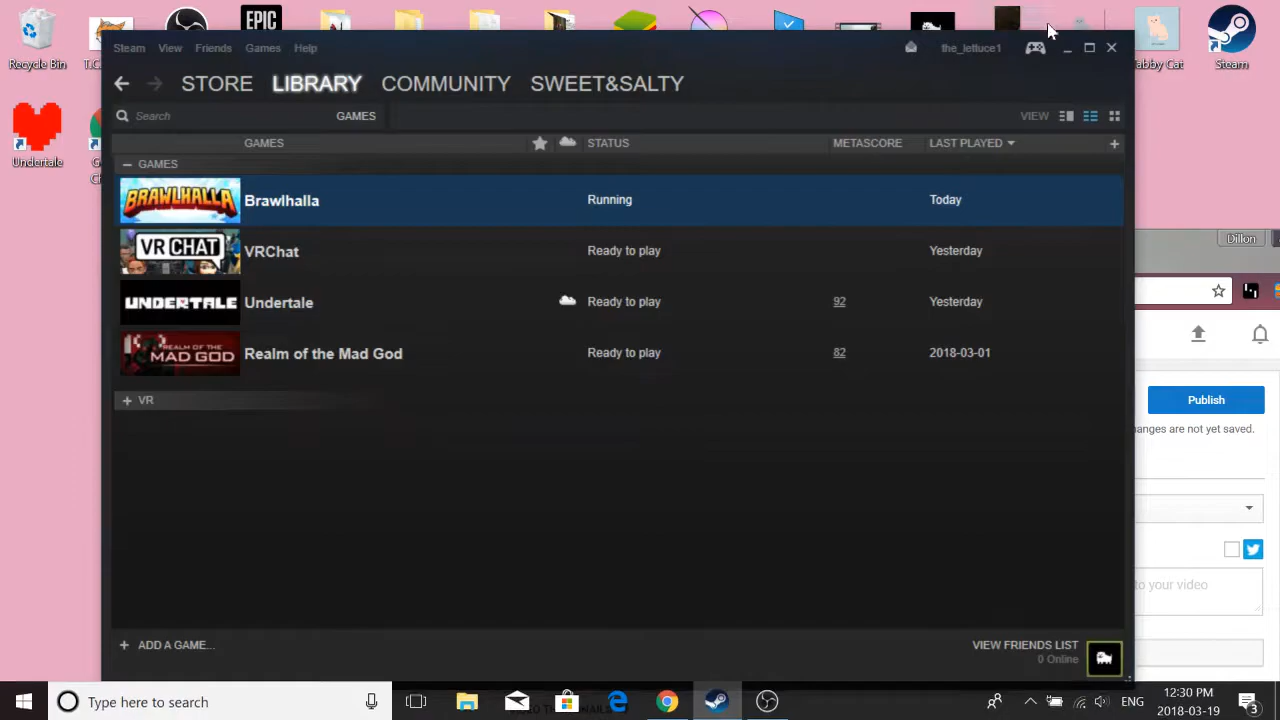 EPIC
Recycle Bin
T.C.
Tabby Cat
Steam
Undertale
Steam View Friends Games Help
the_lettuce1
STORE LIBRARY COMMUNITY SWEET&SALTY
Search GAMES
VIEW
GAMES STATUS METASCORE LAST PLAYED +
— GAMES
BRAWLHALLA Brawlhalla Running Today
VRCHAT VRChat Ready to play Yesterday
UNDERTALE Undertale Ready to play 92 Yesterday
REALM OF THE MAD GOD Realm of the Mad God Ready to play 82 2018-03-01
+ VR
Dillon
Publish
hanges are not yet saved.
to your video
+ ADD A GAME...
VIEW FRIENDS LIST
0 Online
Type here to search
ENG
12:30 PM
2018-03-19
3